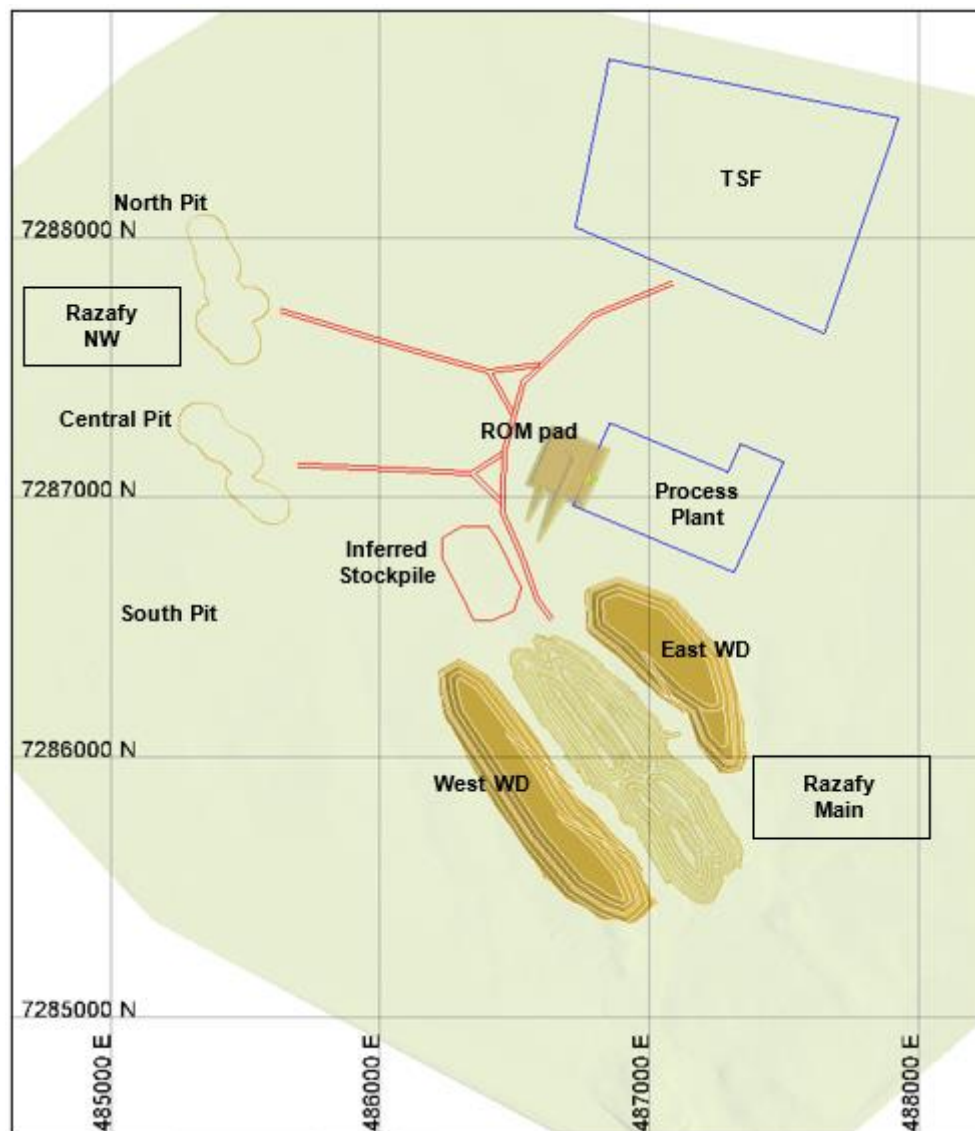 TSF
North Pit
7288000 N
Razafy
NW
Central Pit
ROM pad
7287000 N
Process
Plant
Inferred
Stockpile
South Pit
East WD
7286000 N
West WD
Razafy
Main
7285000 N
485000 E
486000 E
487000 E
488000 E